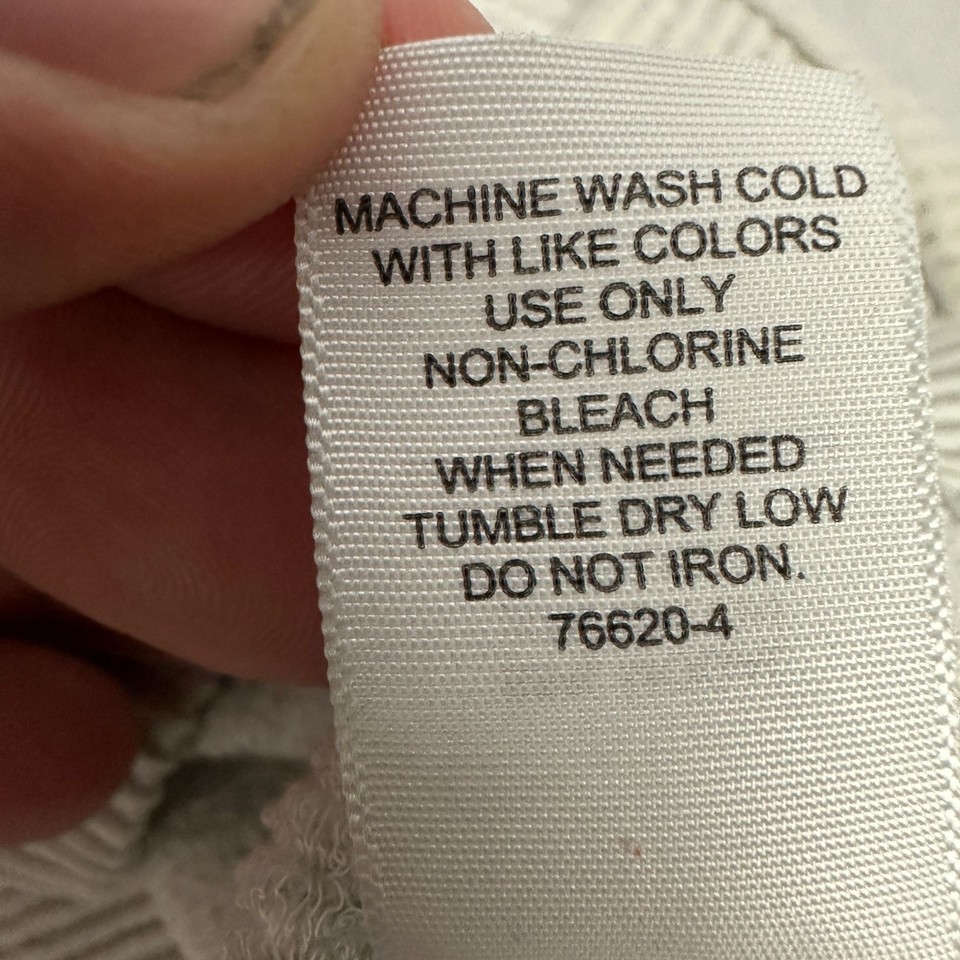 MACHINE WASH COLD
WITH LIKE COLORS
USE ONLY
NON-CHLORINE
BLEACH
WHEN NEEDED
TUMBLE DRY LOW
DO NOT IRON.
76620-4